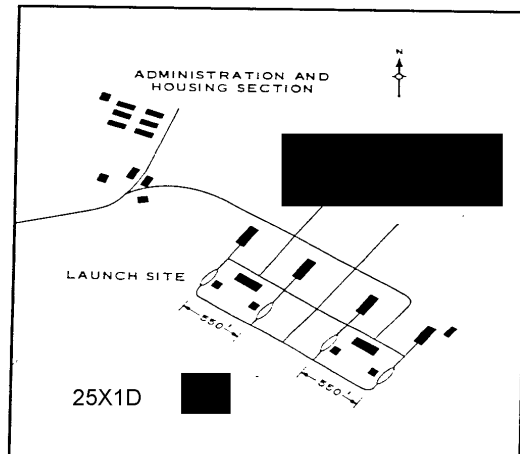 N
ADMINISTRATION AND
HOUSING SECTION
LAUNCH SITE
550'
550'
25X1D